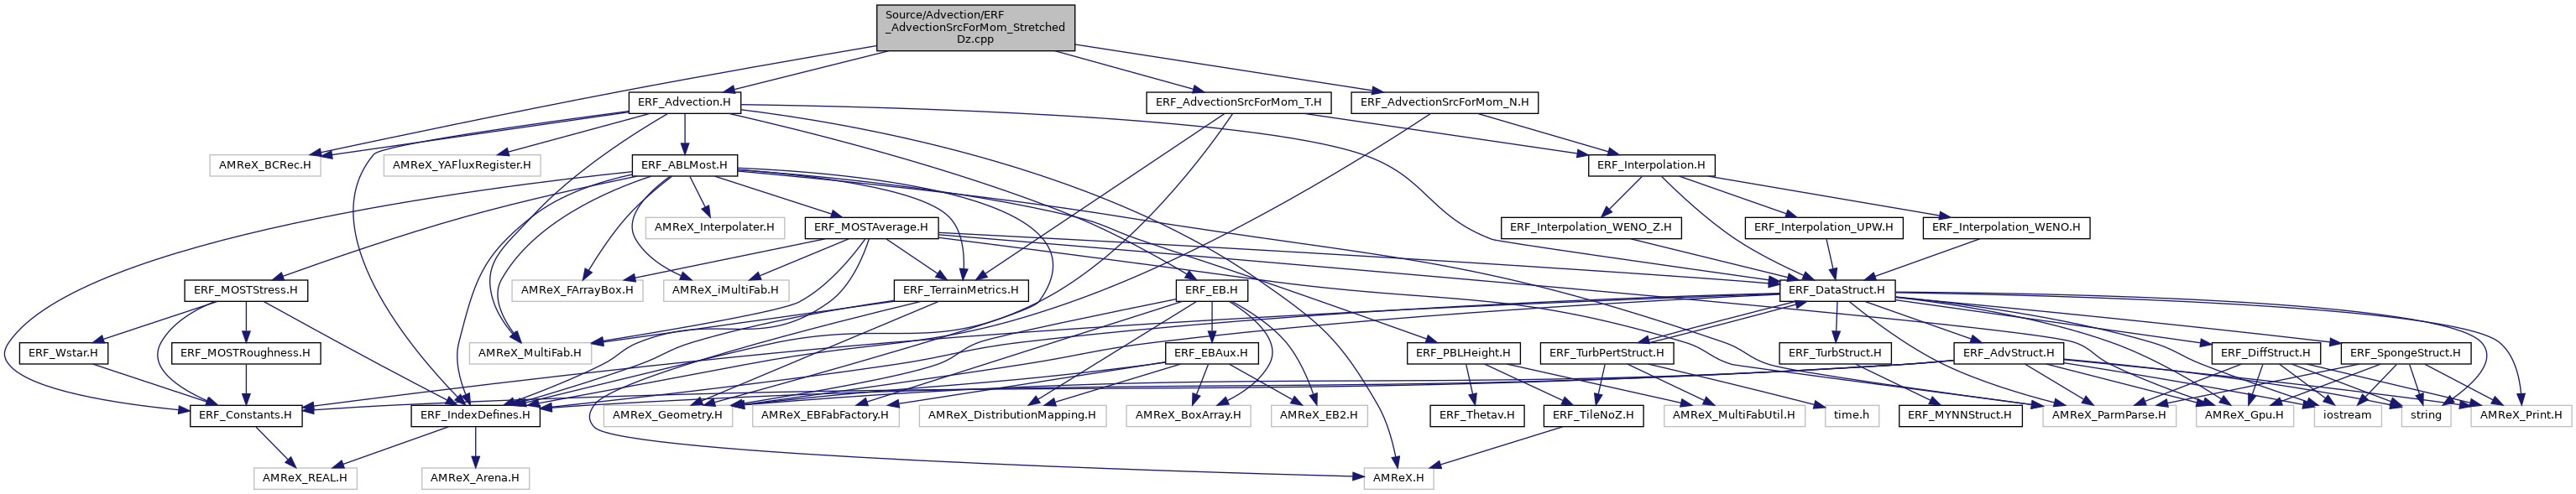 Source/Advection/ERF
_AdvectionSrcForMom_Stretched
Dz.cpp
ERF_Advection.H
ERF_AdvectionSrcForMom_T.H
ERF_AdvectionSrcForMom_N.H
AMReX_BCRec.H
AMReX_YAFluxRegister.H
ERF_ABLMost.H
ERF_Interpolation.H
AMReX_Interpolater.H
ERF_MOSTAverage.H
ERF_Interpolation_WENO_Z.H
ERF_Interpolation_UPW.H
ERF_Interpolation_WENO.H
ERF_MOSTStress.H
AMReX_FArrayBox.H
AMReX_iMultiFab.H
ERF_TerrainMetrics.H
ERF_EB.H
ERF_DataStruct.H
ERF_Wstar.H
ERF_MOSTRoughness.H
AMReX_MultiFab.H
ERF_EBAux.H
ERF_PBLHeight.H
ERF_TurbPertStruct.H
ERF_TurbStruct.H
ERF_AdvStruct.H
ERF_DiffStruct.H
ERF_SpongeStruct.H
ERF_Constants.H
ERF_IndexDefines.H
AMReX_Geometry.H
AMReX_EBFabFactory.H
AMReX_DistributionMapping.H
AMReX_BoxArray.H
AMReX_EB2.H
ERF_Thetav.H
ERF_TileNoZ.H
AMReX_MultiFabUtil.H
time.h
ERF_MYNNStruct.H
AMReX_ParmParse.H
AMReX_Gpu.H
iostream
string
AMReX_Print.H
AMReX_REAL.H
AMReX_Arena.H
AMReX.H